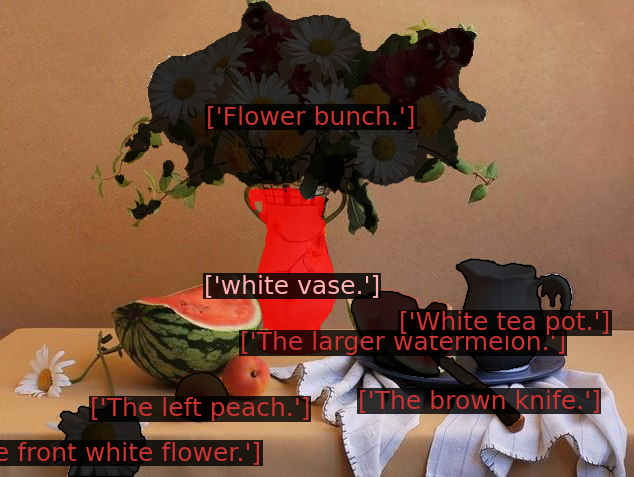 ['Flower bunch.']
['white vase.']
['White tea pot.']
['The larger watermelon.']
['The brown knife.']
['The left peach.']
front white flower.']